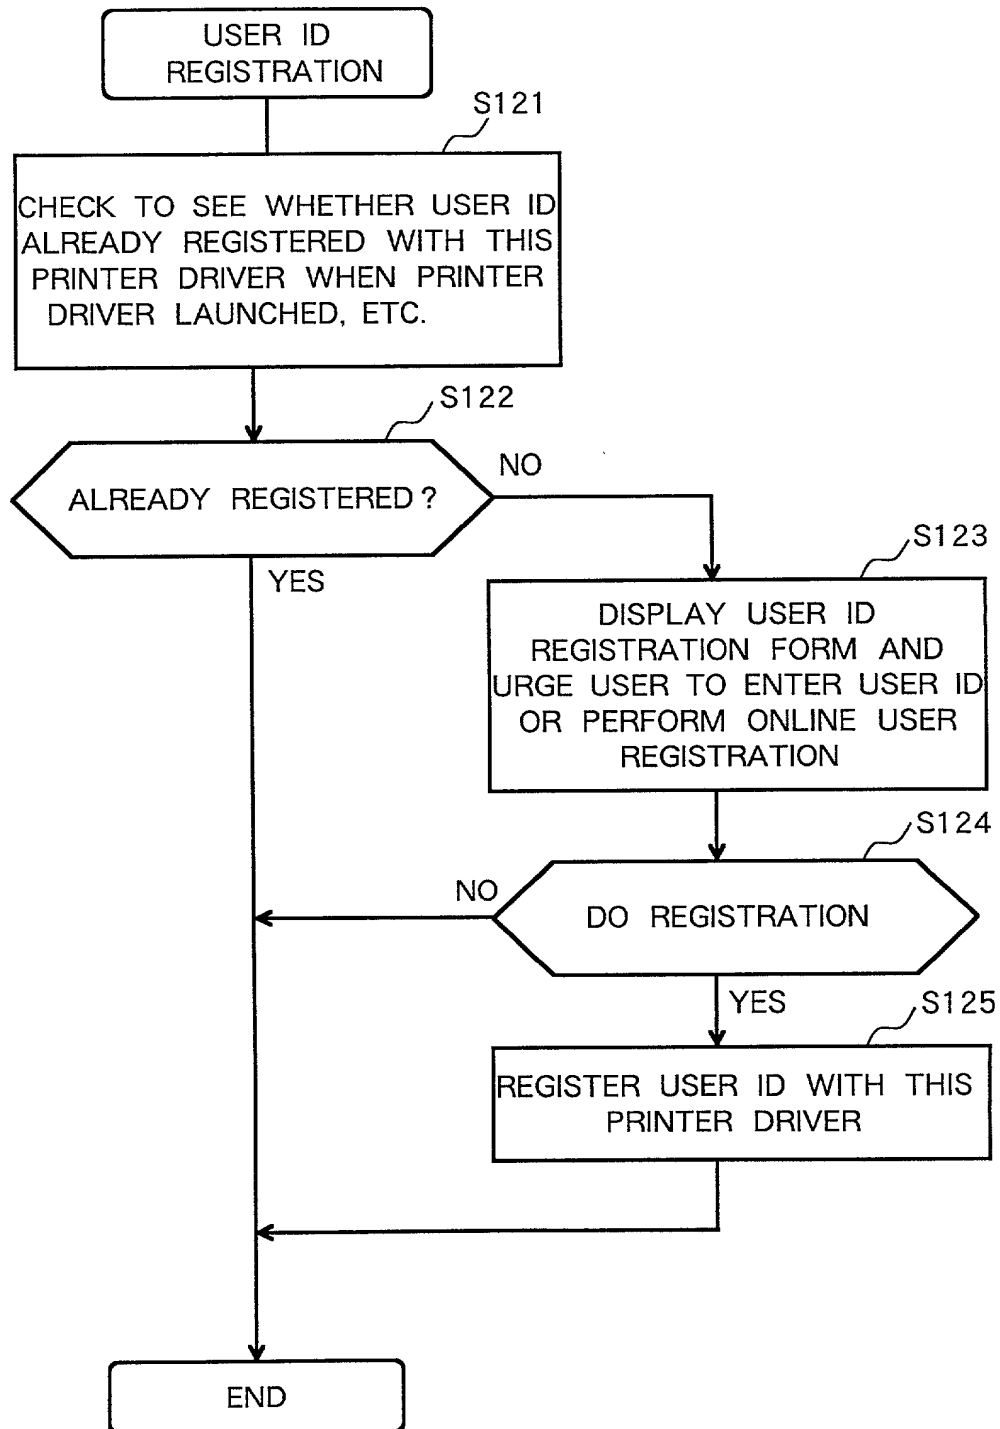 USER ID
REGISTRATION
S121
CHECK TO SEE WHETHER USER ID
ALREADY REGISTERED WITH THIS
PRINTER DRIVER WHEN PRINTER
DRIVER LAUNCHED, ETC.
S122
ALREADY REGISTERED?
NO
YES
S123
DISPLAY USER ID
REGISTRATION FORM AND
URGE USER TO ENTER USER ID
OR PERFORM ONLINE USER
REGISTRATION
S124
NO
DO REGISTRATION
YES
S125
REGISTER USER ID WITH THIS
PRINTER DRIVER
END